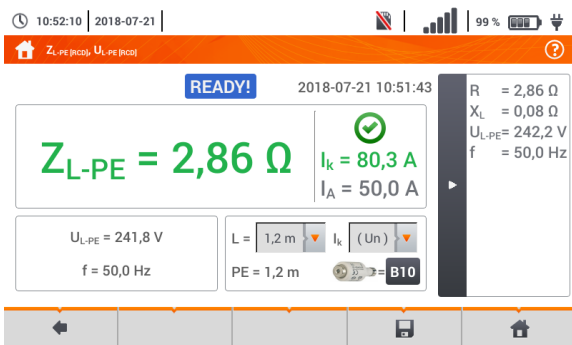 10:52:10 2018-07-21 99 %
ZL-PE [RCD], UL-PE [RCD] ?
READY! 2018-07-21 10:51:43
ZL-PE = 2,86 Ω
Ik = 80,3 A
IA = 50,0 A
R = 2,86 Ω
XL = 0,08 Ω
UL-PE= 242,2 V
f = 50,0 Hz
UL-PE = 241,8 V
f = 50,0 Hz
L = 1,2 m Ik (Un)
PE = 1,2 m = B10